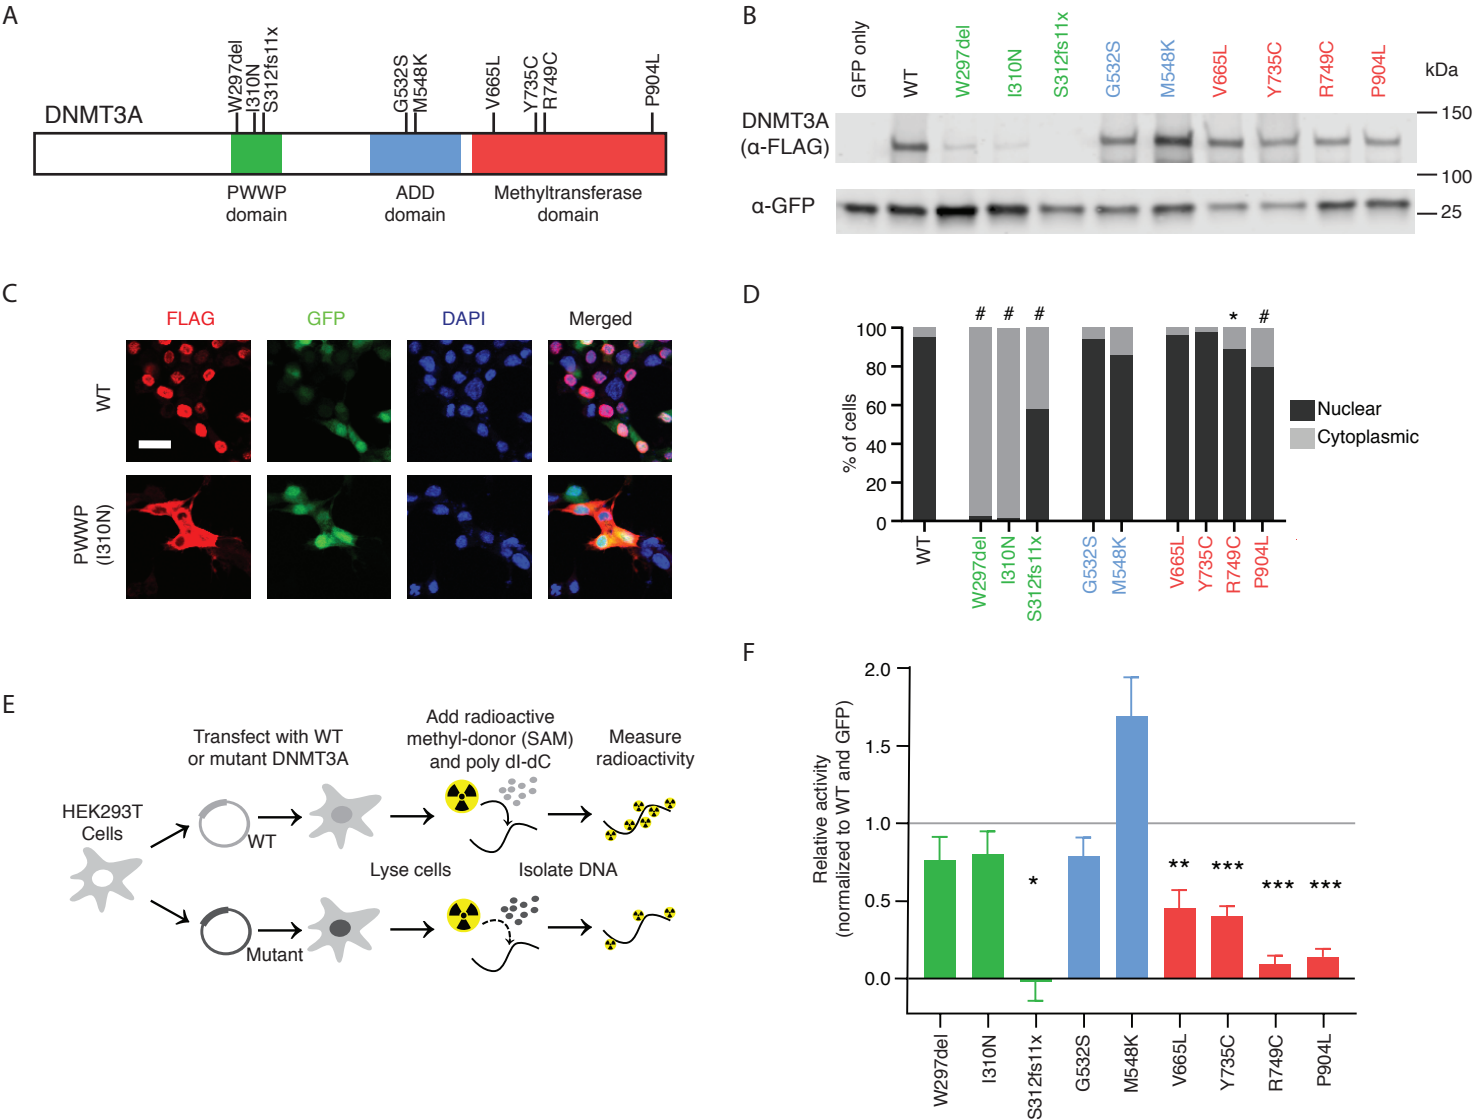 A
W297del
I310N
S312fs11x
G532S
M548K
V665L
Y735C
R749C
P904L
DNMT3A
PWWP
domain
ADD
domain
Methyltransferase
domain
B
GFP only
WT
W297del
I310N
S312fs11x
G532S
M548K
V665L
Y735C
R749C
P904L
kDa
DNMT3A
(α-FLAG)
150
100
α-GFP
25
C
FLAG
GFP
DAPI
Merged
WT
PWWP
(I310N)
D
# # # * #
% of cells
100
80
60
40
20
0
WT
W297del
I310N
S312fs11x
G532S
M548K
V665L
Y735C
R749C
P904L
Nuclear
Cytoplasmic
E
HEK293T
Cells
Transfect with WT
or mutant DNMT3A
Add radioactive
methyl-donor (SAM)
and poly dI-dC
Measure
radioactivity
WT
Lyse cells
Isolate DNA
Mutant
F
Relative activity
(normalized to WT and GFP)
2.0
1.5
1.0
0.5
0.0
* ** *** *** ***
W297del
I310N
S312fs11x
G532S
M548K
V665L
Y735C
R749C
P904L